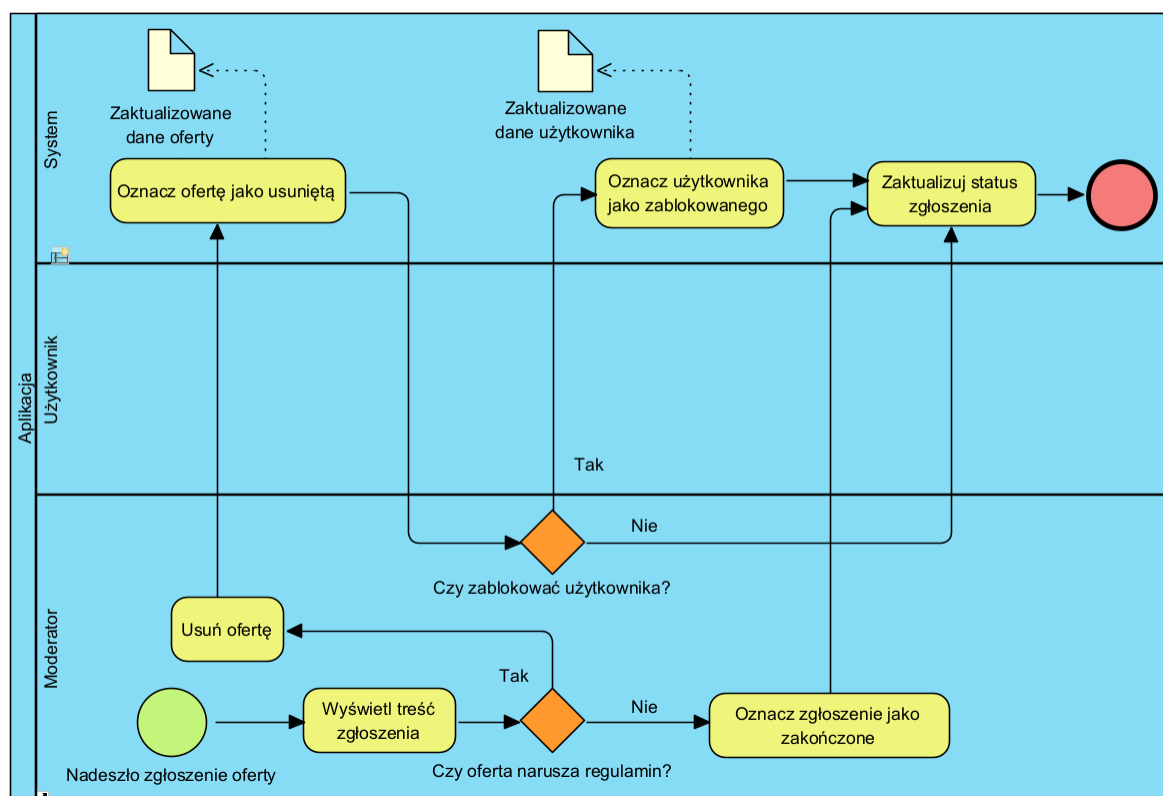 Aplikacja
System
Zaktualizowane
dane oferty
Zaktualizowane
dane użytkownika
Oznacz ofertę jako usuniętą
Oznacz użytkownika
jako zablokowanego
Zaktualizuj status
zgłoszenia
Użytkownik
Tak
Moderator
Nie
Czy zablokować użytkownika?
Usuń ofertę
Tak
Nie
Wyświetl treść
zgłoszenia
Oznacz zgłoszenie jako
zakończone
Nadeszło zgłoszenie oferty
Czy oferta narusza regulamin?